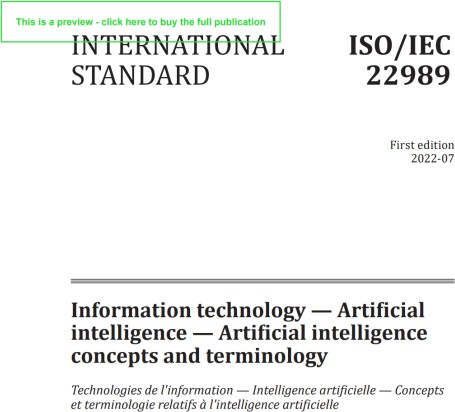 This is a preview - click here to buy the full publication
INTERNATIONAL
STANDARD
ISO/IEC
22989
First edition
2022-07
Information technology — Artificial
intelligence — Artificial intelligence
concepts and terminology
Technologies de l'information — Intelligence artificielle — Concepts
et terminologie relatifs à l'intelligence artificielle